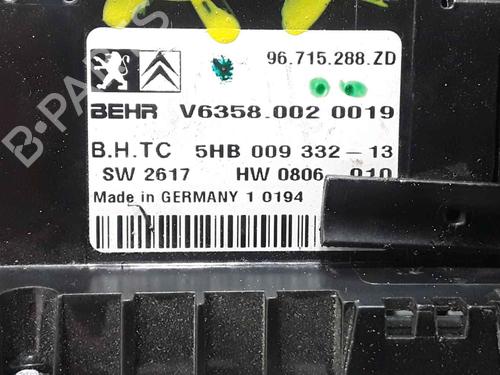 96.715.288.ZD
BEHR V6358.002 0019
B.H.TC 5HB 009 332-13
SW 2617 HW 0806 010
Made in GERMANY 1 0194
B-PARTS